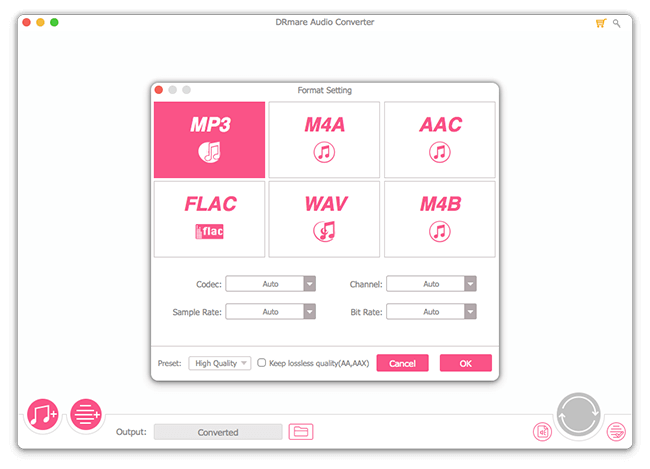 DRmare Audio Converter
Format Setting
MP3 M4A AAC
FLAC WAV M4B
flac
Codec: Auto Channel: Auto
Sample Rate: Auto Bit Rate: Auto
Preset: High Quality Keep lossless quality(AA,AAX) Cancel OK
Output: Converted